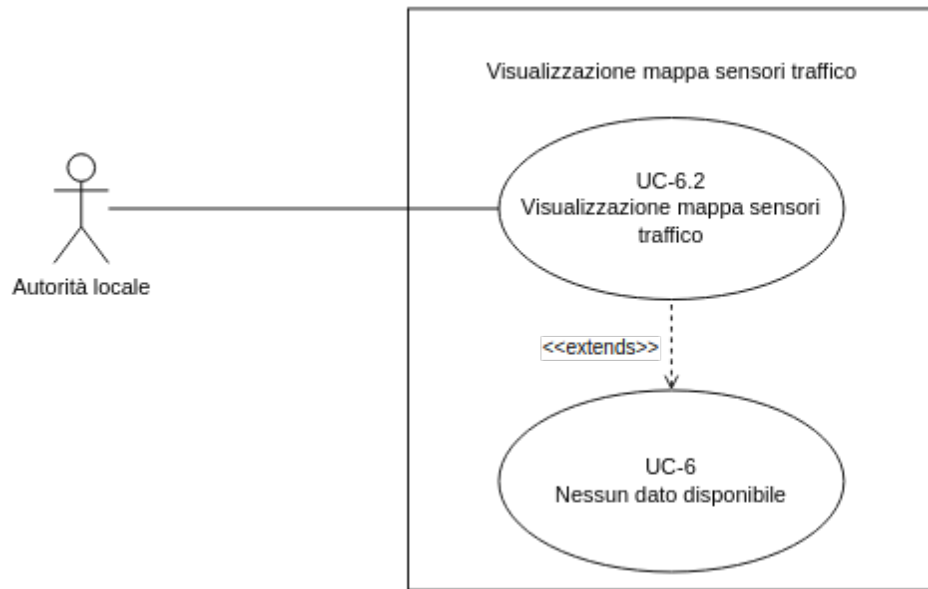 Visualizzazione mappa sensori traffico
UC-6.2
Visualizzazione mappa sensori
traffico
Autorità locale
<<extends>>
UC-6
Nessun dato disponibile